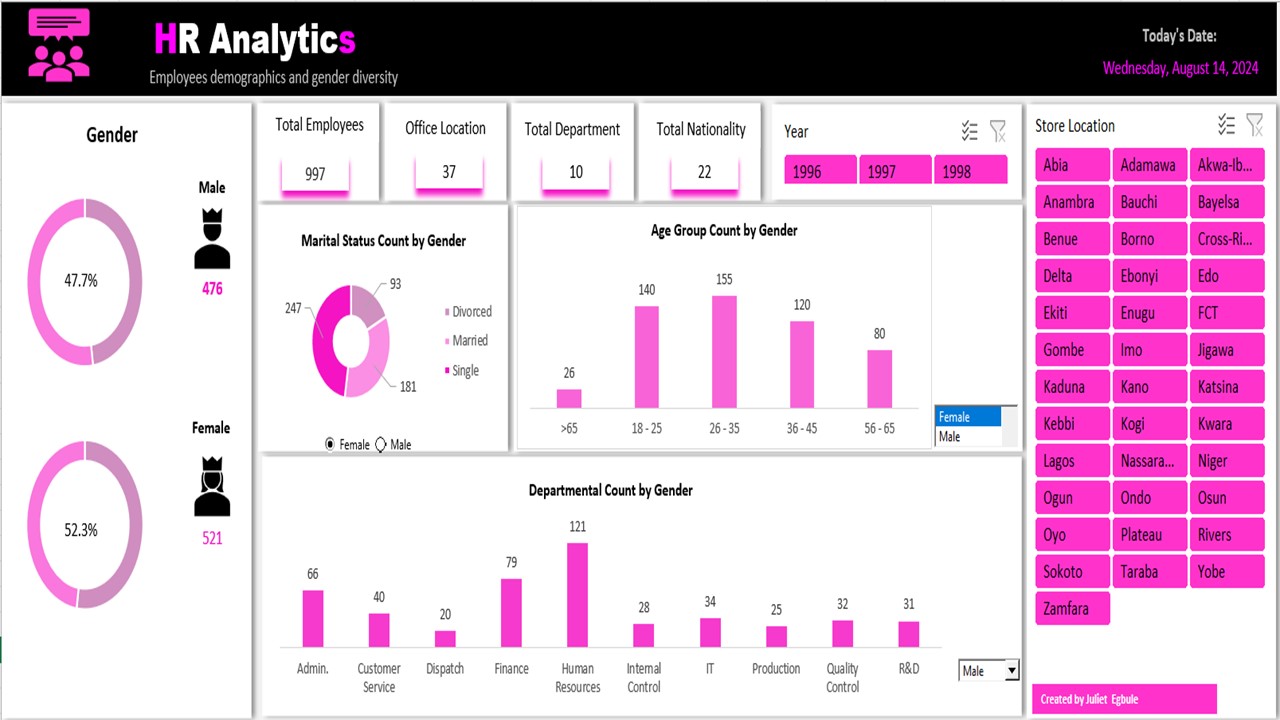 HR Analytics
Employees demographics and gender diversity
Today's Date:
Wednesday, August 14, 2024
Gender
Male
47.7%
476
Female
52.3%
521
Total Employees
997
Office Location
37
Total Department
10
Total Nationality
22
Year
1996 1997 1998
Marital Status Count by Gender
93
247
181
Divorced
Married
Single
Female Male
Age Group Count by Gender
26 140 155 120 80
>65 18 - 25 26 - 35 36 - 45 56 - 65
Female
Male
Departmental Count by Gender
66 40 20 79 121 28 34 25 32 31
Admin. Customer Service Dispatch Finance Human Resources Internal Control IT Production Quality Control R&D
Male
Store Location
Abia Adamawa Akwa-Ib...
Anambra Bauchi Bayelsa
Benue Borno Cross-Ri...
Delta Ebonyi Edo
Ekiti Enugu FCT
Gombe Imo Jigawa
Kaduna Kano Katsina
Kebbi Kogi Kwara
Lagos Nassara... Niger
Ogun Ondo Osun
Oyo Plateau Rivers
Sokoto Taraba Yobe
Zamfara
Created by Juliet Egbule